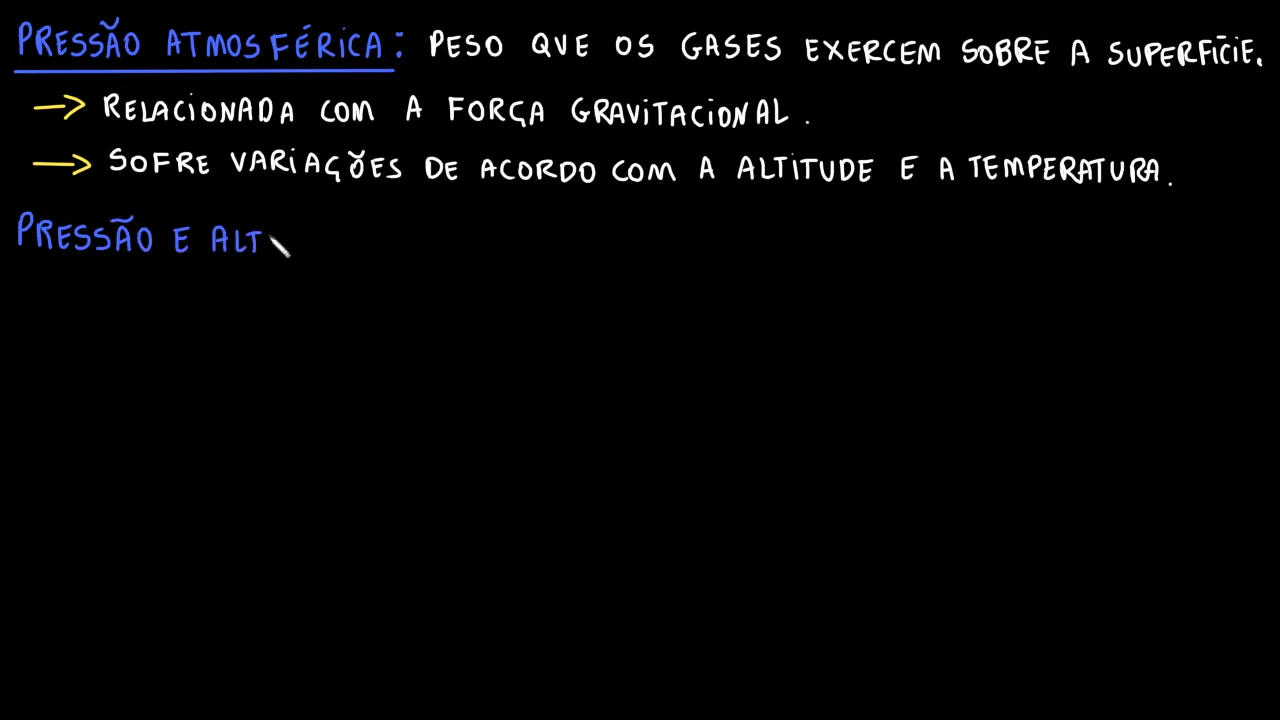 PRESSÃO ATMOSFÉRICA: PESO QUE OS GASES EXERCEM SOBRE A SUPERFÍCIE.
→ RELACIONADA COM A FORÇA GRAVITACIONAL.
→ SOFRE VARIAÇÕES DE ACORDO COM A ALTITUDE E A TEMPERATURA.
PRESSÃO E ALT